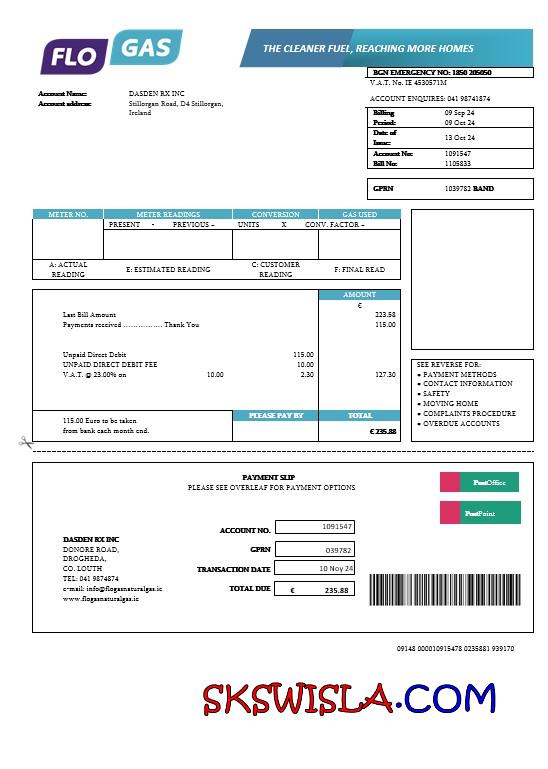 FLO GAS
THE CLEANER FUEL, REACHING MORE HOMES
BGN EMERGENCY NO: 1850 205050
V.A.T. No. IE 4530571M
Account Name: DASDEN RX INC
Account address: Stillorgan Road, D4 Stillorgan,
Ireland
ACCOUNT ENQUIRES: 041 98741874
Billing 09 Sep 24
Period: 09 Oct 24
Date of
Issue: 13 Oct 24
Account No: 1091547
Bill No: 1105833
GPRN 1039782 BAND
METER NO. METER READINGS CONVERSION GAS USED
PRESENT - PREVIOUS = UNITS X CONV. FACTOR =
A: ACTUAL
READING
E: ESTIMATED READING
C: CUSTOMER
READING
F: FINAL READ
AMOUNT
€
Last Bill Amount 223.58
Payments received ................ Thank You 115.00
Unpaid Direct Debit 115.00
UNPAID DIRECT DEBIT FEE 10.00
V.A.T. @ 23.00% on 10.00 2.30 127.30
SEE REVERSE FOR:
● PAYMENT METHODS
● CONTACT INFORMATION
● SAFETY
● MOVING HOME
● COMPLAINTS PROCEDURE
● OVERDUE ACCOUNTS
PLEASE PAY BY TOTAL
115.00 Euro to be taken
from bank each month end.
€ 235.88
PAYMENT SLIP
PLEASE SEE OVERLEAF FOR PAYMENT OPTIONS
PostOffice
PostPoint
ACCOUNT NO. 1091547
GPRN 039782
TRANSACTION DATE 10 Nov 24
TOTAL DUE € 235.88
DASDEN RX INC
DONORE ROAD,
DROGHEDA,
CO. LOUTH
TEL: 041 9874874
e-mail: info@flogasnaturalgas.ie
www.flogasnaturalgas.ie
09148 000010915478 0235881 939170
SKSWISLA.COM